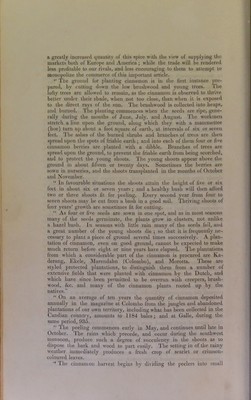 a greatly increased quantity of this spice with the view of supplying the
markets both of Europe and America; while the trade will be rendered
less profitable to our rivals, and less encouraging to them to attempt to
monopolize the commerce of this important article.
“The ground for planting cinnamon is in the first instance pre-
pared, by cutting down the low brushwood and young trees. The
lofty trees are allowed to remain, as the cinnamon is observed to thrive
better under their shade, when not too close, than when it is exposed
to the direct rays of the sun. The brushwood is collected into heaps,
and burned. The planting commences when the seeds are ripe, gene-
rally during the months of June, July, and August. The workmen
stretch a line upon the ground, along which they with a mammotee
(hoe) turn up about a foot square of earth, at intervals of six or seven
feet. The ashes of the burned shrubs and branches of trees are then
spread upon the spots of friable earth; and into each of them four or five
cinnamon berries are planted with a dibble. Branches of trees are
spread upon the ground, to prevent the friable earth from being scorched,
and to protect the young shoots. The young shoots appear above the
ground in about fifteen or twenty days. Sometimes the berries are
sown in nurseries, and the shoots transplanted in the months of October
and November.
“In favourable situations the shoots attain the height of five or six
feet in about six or seven years; and a healthy bush will then afford
two or three shoots fit for peeling. Every second year from four to
seven shoots may be cut from a bush in a good soil. Thriving shoots of
four years' growth are sometimes fit for cutting.
“As four or five seeds are sown in one spot, and as in most seasons
many of the seeds germinate, the plants grow in clusters, not unlike
a hazel bush. In seasons with little rain many of the seeds fail, and
a great number of the young shoots die; so that it is frequently ne-
cessary to plant a piece of ground several times successively. A plan-
tation of cinnamon, even on good ground, cannot be expected to make
much return before eight or nine years have elapsed. The plantations
from which a considerable part of the cinnamon is procured are Ka-
derang, Ekele, Marendahn (Colombo), and Morotto. These are
styled protected plantations, to distinguish them from a number of
extensive fields that were planted with cinnamon by the Dutch, and
which have since been permitted to be overrun with creepers, brush-
wood, &c. and many of the cinnamon plants rooted up by the
natives.
“On an average of ten years the quantity of cinnamon deposited
annually in the magazine at Colombo from the jungles and abandoned
plantations of our own territory, including what has been collected in the
Candian country, amounts to 1184 bales; and at Galle, during the
same period, 935.
“The peeling commences early in May, and continues until late in
October. The rains which precede, and occur during the southwest
monsoon, produce such a degree of succulency in the shoots as to
dispose the bark and wood to part easily. The setting in of the rainy
weather immediately produces a fresh crop of scarlet or crimson-
coloured leaves.
“The cinnamon harvest begins by dividing the peelers into small